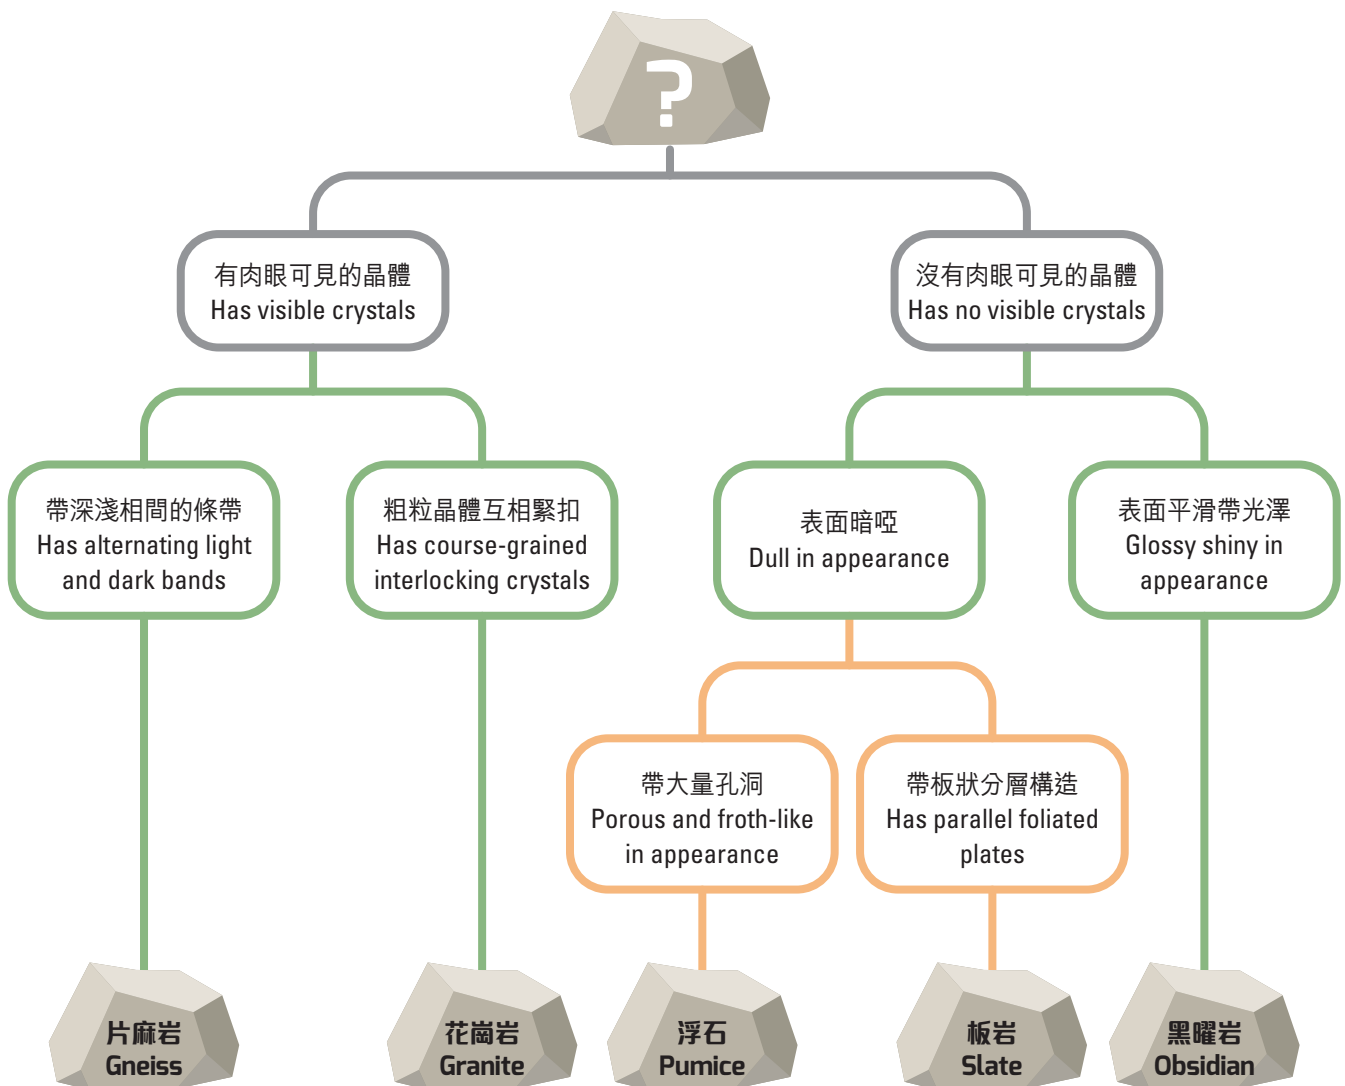 ?
有肉眼可見的晶體
Has visible crystals
沒有肉眼可見的晶體
Has no visible crystals
帶深淺相間的條帶
Has alternating light
and dark bands
粗粒晶體互相緊扣
Has course-grained
interlocking crystals
表面暗啞
Dull in appearance
表面平滑帶光澤
Glossy shiny in
appearance
帶大量孔洞
Porous and froth-like
in appearance
帶板狀分層構造
Has parallel foliated
plates
片麻岩
Gneiss
花崗岩
Granite
浮石
Pumice
板岩
Slate
黑曜岩
Obsidian